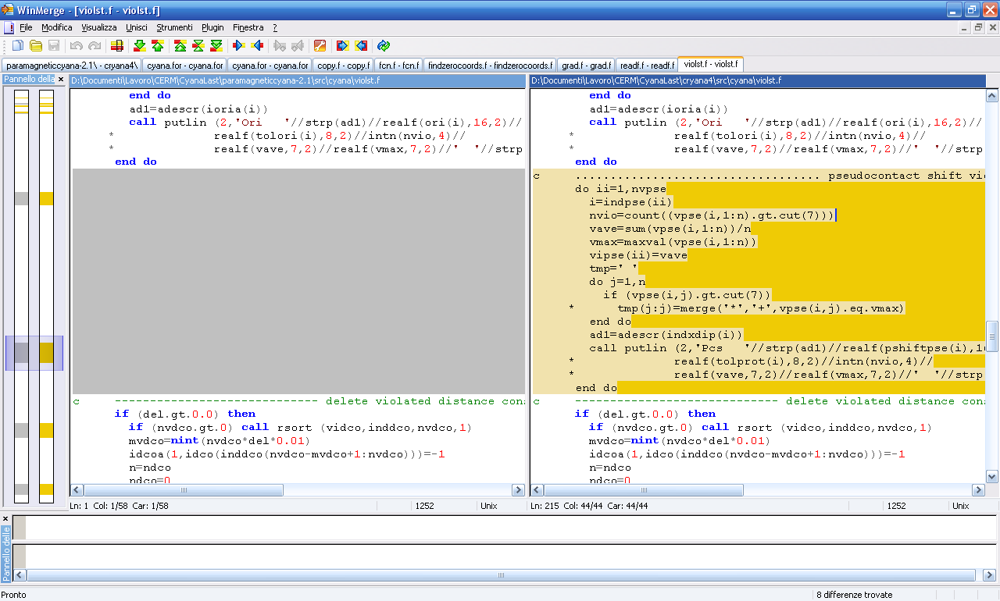 WinMerge - [violst.f - violst.f]
File Modifica Visualizza Unisci Strumenti Plugin Finestra ?
paramagneticcyana-2.1\ - cryana4\ cyana.for - cyana.for cyana.for - cyana.for copy.f - copy.f fcn.f - fcn.f findzerocoords.f - findzerocoords.f grad.f - grad.f readf.f - readf.f violst.f - violst.f
Pannello della
D:\Documenti\Lavoro\CERM\CyanaLast\paramagneticcyana-2.1\src\cyana\violst.f
end do
ad1=adescr(ioria(i))
call putlin (2,'Ori   '//strp(ad1)//realf(ori(i),16,2)//
* realf(tolori(i),8,2)//intn(nvio,4)//
* realf(vave,7,2)//realf(vmax,7,2)//'  '//strp
end do
c ----------------------------- delete violated distance con
if (del.gt.0.0) then
if (nvdco.gt.0) call rsort (vidco,inddco,nvdco,1)
mvdco=nint(nvdco*del*0.01)
idcoa(1,idco(inddco(nvdco-mvdco+1:nvdco)))=-1
n=ndco
ndco=0
Ln: 1 Col: 1/58 Car: 1/58 1252 Unix
D:\Documenti\Lavoro\CERM\CyanaLast\cryana4\src\cyana\violst.f
end do
ad1=adescr(ioria(i))
call putlin (2,'Ori   '//strp(ad1)//realf(ori(i),16,2)//
* realf(tolori(i),8,2)//intn(nvio,4)//
* realf(vave,7,2)//realf(vmax,7,2)//'  '//strp
end do
c ................................... pseudocontact shift vio
do ii=1,nvpse
i=indpse(ii)
nvio=count((vpse(i,1:n).gt.cut(7)))
vave=sum(vpse(i,1:n))/n
vmax=maxval(vpse(i,1:n))
vipse(ii)=vave
tmp=' '
do j=1,n
if (vpse(i,j).gt.cut(7))
* tmp(j:j)=merge('*','+',vpse(i,j).eq.vmax)
end do
ad1=adescr(indxdip(i))
call putlin (2,'Pcs   '//strp(ad1)//realf(pshiftpse(i),1
* realf(tolprot(i),8,2)//intn(nvio,4)//
* realf(vave,7,2)//realf(vmax,7,2)//'  '//strp
end do
c ----------------------------- delete violated distance con
if (del.gt.0.0) then
if (nvdco.gt.0) call rsort (vidco,inddco,nvdco,1)
mvdco=nint(nvdco*del*0.01)
idcoa(1,idco(inddco(nvdco-mvdco+1:nvdco)))=-1
n=ndco
ndco=0
Ln: 215 Col: 44/44 Car: 44/44 1252 Unix
Pannello delle
Pronto 8 differenze trovate